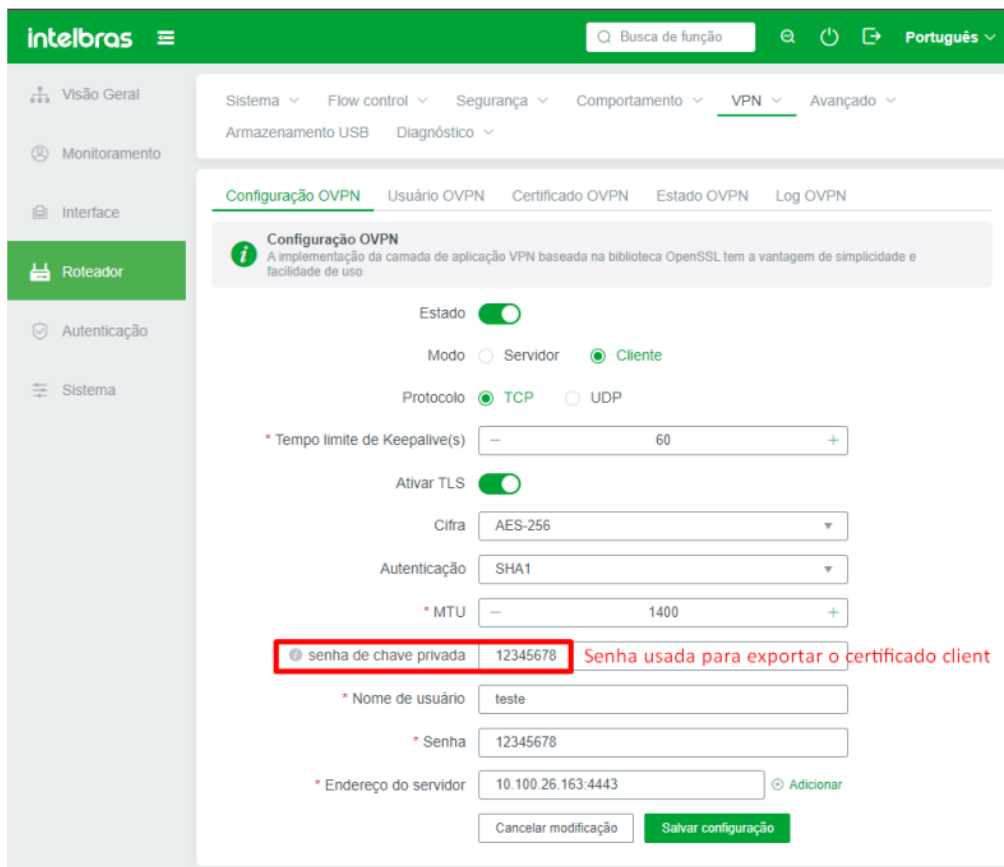 intelbras
Busca de função
Português
Visão Geral
Monitoramento
Interface
Roteador
Autenticação
Sistema
Sistema Flow control Segurança Comportamento VPN Avançado
Armazenamento USB Diagnóstico
Configuração OVPN Usuário OVPN Certificado OVPN Estado OVPN Log OVPN
Configuração OVPN
A implementação da camada de aplicação VPN baseada na biblioteca OpenSSL tem a vantagem de simplicidade e
facilidade de uso
Estado
Modo Servidor Cliente
Protocolo TCP UDP
* Tempo limite de Keepalive(s) − 60 +
Ativar TLS
Cifra AES-256
Autenticação SHA1
* MTU − 1400 +
senha de chave privada 12345678 Senha usada para exportar o certificado client
* Nome de usuário teste
* Senha 12345678
* Endereço do servidor 10.100.26.163:4443 Adicionar
Cancelar modificação Salvar configuração